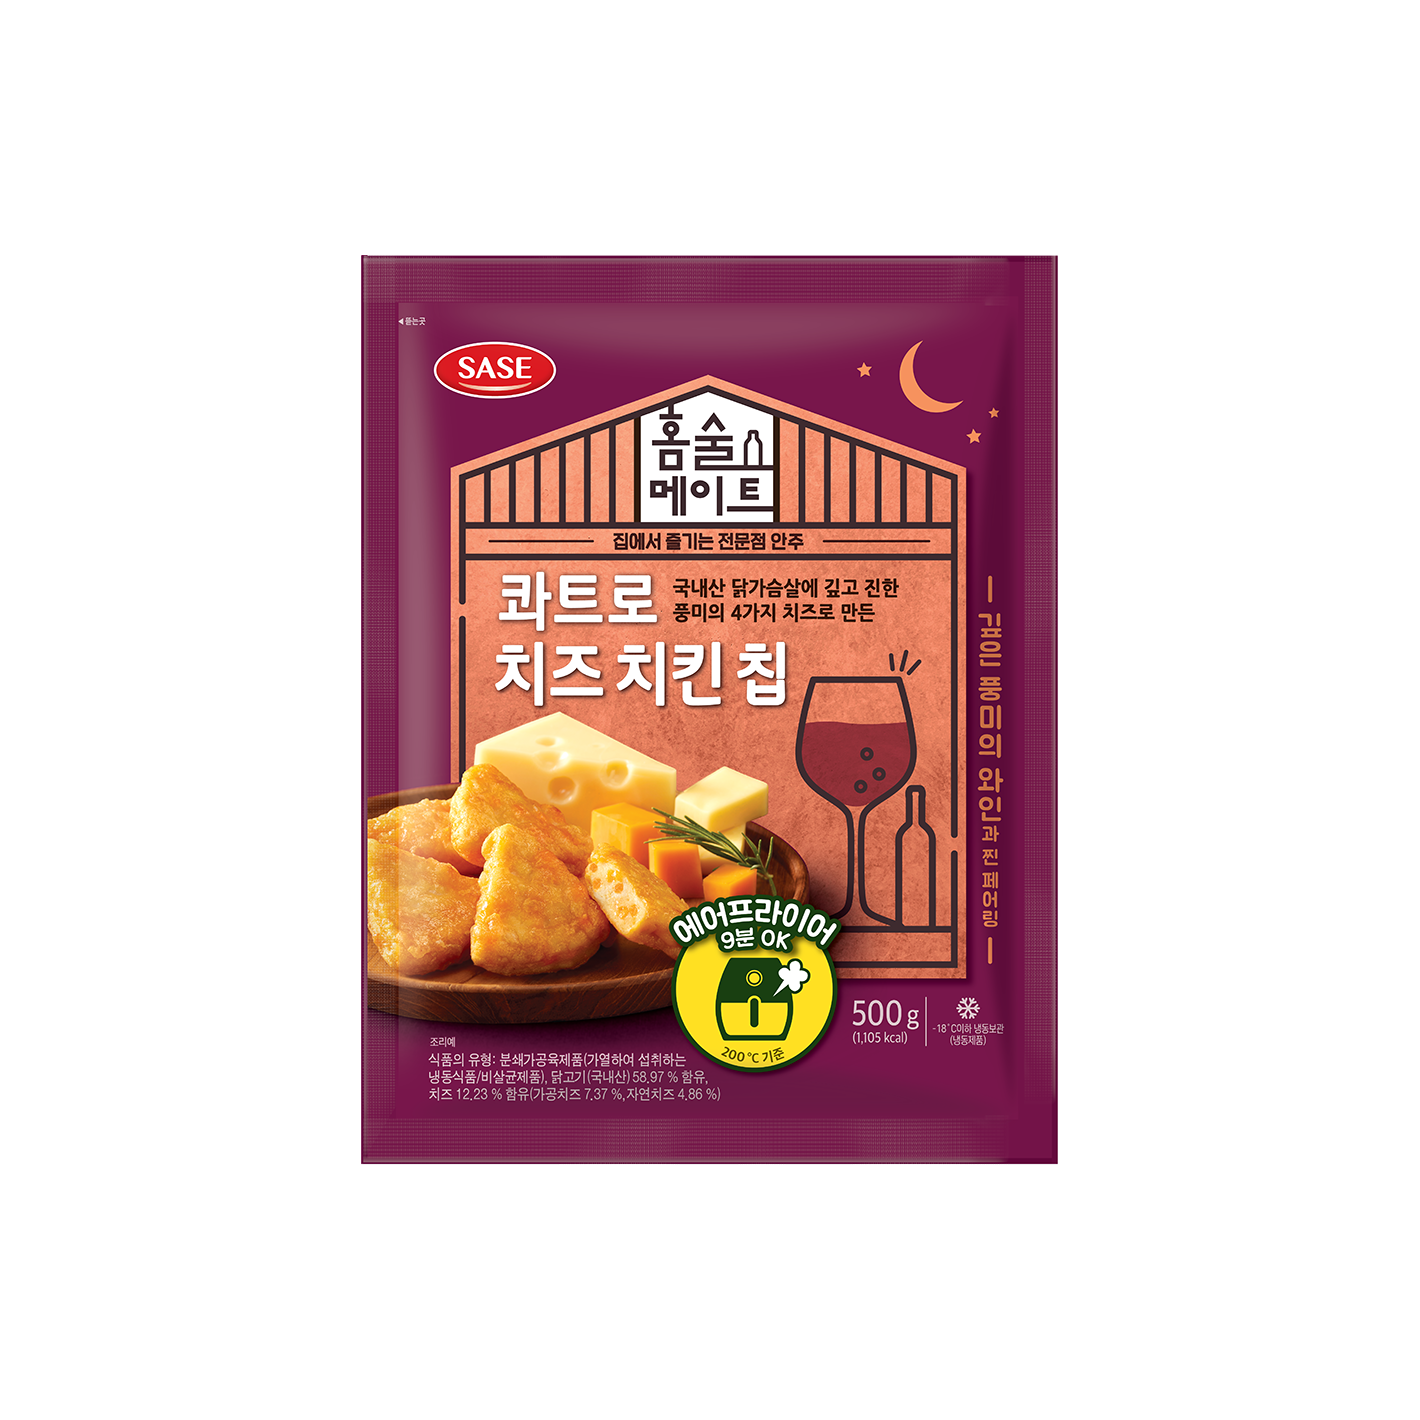 ◀ 뜯는곳
SASE
홈술
메이트
집에서 즐기는 전문점 안주
콰트로
치즈 치킨 칩
국내산 닭가슴살에 깊고 진한
풍미의 4가지 치즈로 만든
깊은 풍미의 와인과 찐 페어링
에어프라이어
9분 OK
200 ℃ 기준
500 g
(1,105 kcal)
-18˚C이하 냉동보관
(냉동제품)
조리예
식품의 유형: 분쇄가공육제품(가열하여 섭취하는
냉동식품/비살균제품), 닭고기(국내산) 58.97 % 함유,
치즈 12.23 % 함유(가공치즈 7.37 %, 자연치즈 4.86 %)